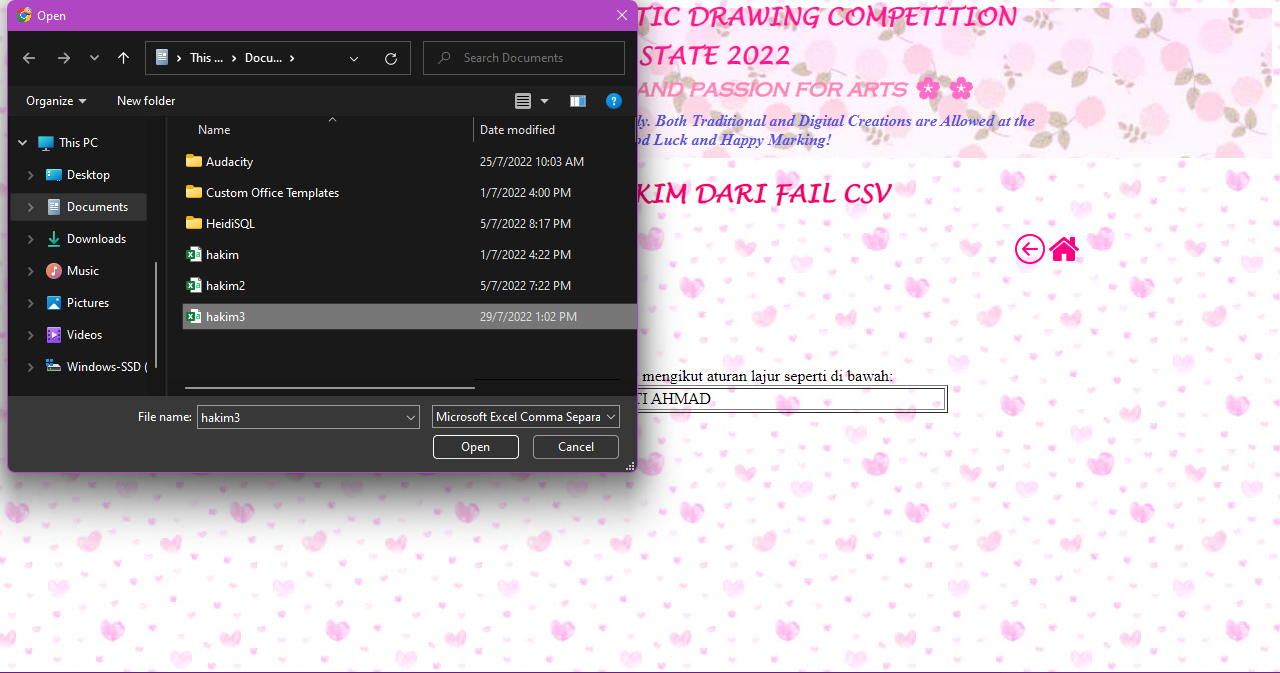 Open
This ... Docu...
Search Documents
Organize
New folder
?
Name
Date modified
This PC
Desktop
Documents
Downloads
Music
Pictures
Videos
Windows-SSD (
Audacity 25/7/2022 10:03 AM
Custom Office Templates 1/7/2022 4:00 PM
HeidiSQL 5/7/2022 8:17 PM
hakim 1/7/2022 4:22 PM
hakim2 5/7/2022 7:22 PM
hakim3 29/7/2022 1:02 PM
File name: hakim3
Microsoft Excel Comma Separa
Open
Cancel
TIC DRAWING COMPETITION
STATE 2022
AND PASSION FOR ARTS
ly. Both Traditional and Digital Creations are Allowed at the
od Luck and Happy Marking!
KIM DARI FAIL CSV
mengikut aturan lajur seperti di bawah:
TI AHMAD